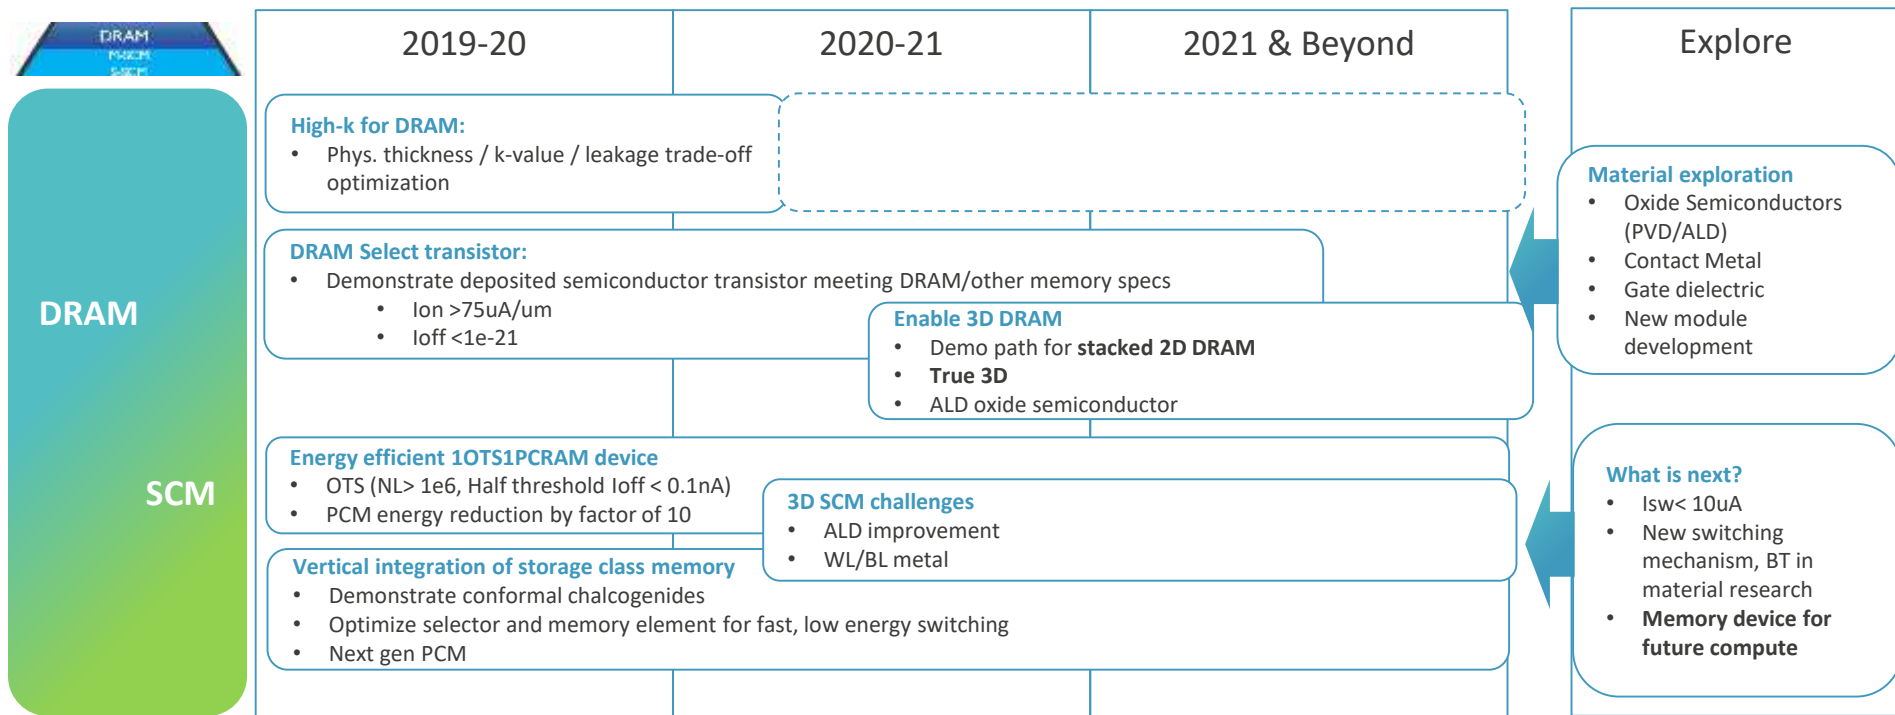 DRAM
M-SCM
S-SCM
2019-20
2020-21
2021 & Beyond
Explore
DRAM
SCM
High-k for DRAM:
• Phys. thickness / k-value / leakage trade-off
optimization
DRAM Select transistor:
• Demonstrate deposited semiconductor transistor meeting DRAM/other memory specs
• Ion >75uA/um
• Ioff <1e-21
Enable 3D DRAM
• Demo path for stacked 2D DRAM
• True 3D
• ALD oxide semiconductor
Energy efficient 1OTS1PCRAM device
• OTS (NL> 1e6, Half threshold Ioff < 0.1nA)
• PCM energy reduction by factor of 10
3D SCM challenges
• ALD improvement
• WL/BL metal
Vertical integration of storage class memory
• Demonstrate conformal chalcogenides
• Optimize selector and memory element for fast, low energy switching
• Next gen PCM
Material exploration
• Oxide Semiconductors
(PVD/ALD)
• Contact Metal
• Gate dielectric
• New module
development
What is next?
• Isw< 10uA
• New switching
mechanism, BT in
material research
• Memory device for
future compute